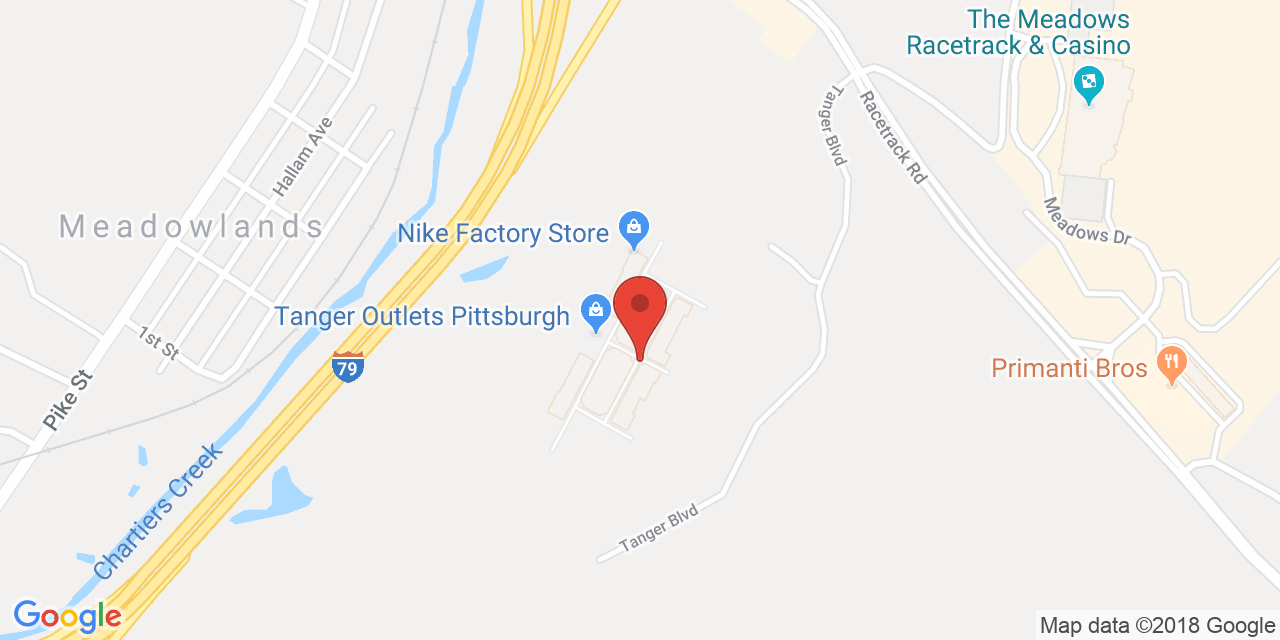 The Meadows
Racetrack & Casino
Tanger Blvd
Racetrack Rd
Hallam Ave
Meadowlands
Nike Factory Store
Meadows Dr
Tanger Outlets Pittsburgh
1st St
79
Primanti Bros
Pike St
Chartiers Creek
Tanger Blvd
Google
Map data ©2018 Google